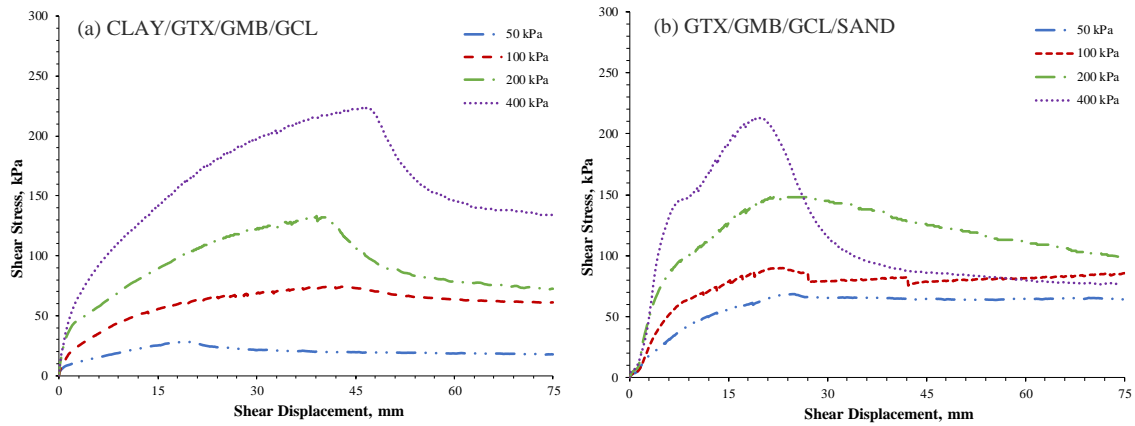 (a) CLAY/GTX/GMB/GCL
50 kPa
100 kPa
200 kPa
400 kPa
Shear Stress, kPa
300
250
200
150
100
50
0
0 15 30 45 60 75
Shear Displacement, mm
(b) GTX/GMB/GCL/SAND
50 kPa
100 kPa
200 kPa
400 kPa
Shear Stress, kPa
300
250
200
150
100
50
0
0 15 30 45 60 75
Shear Displacement, mm